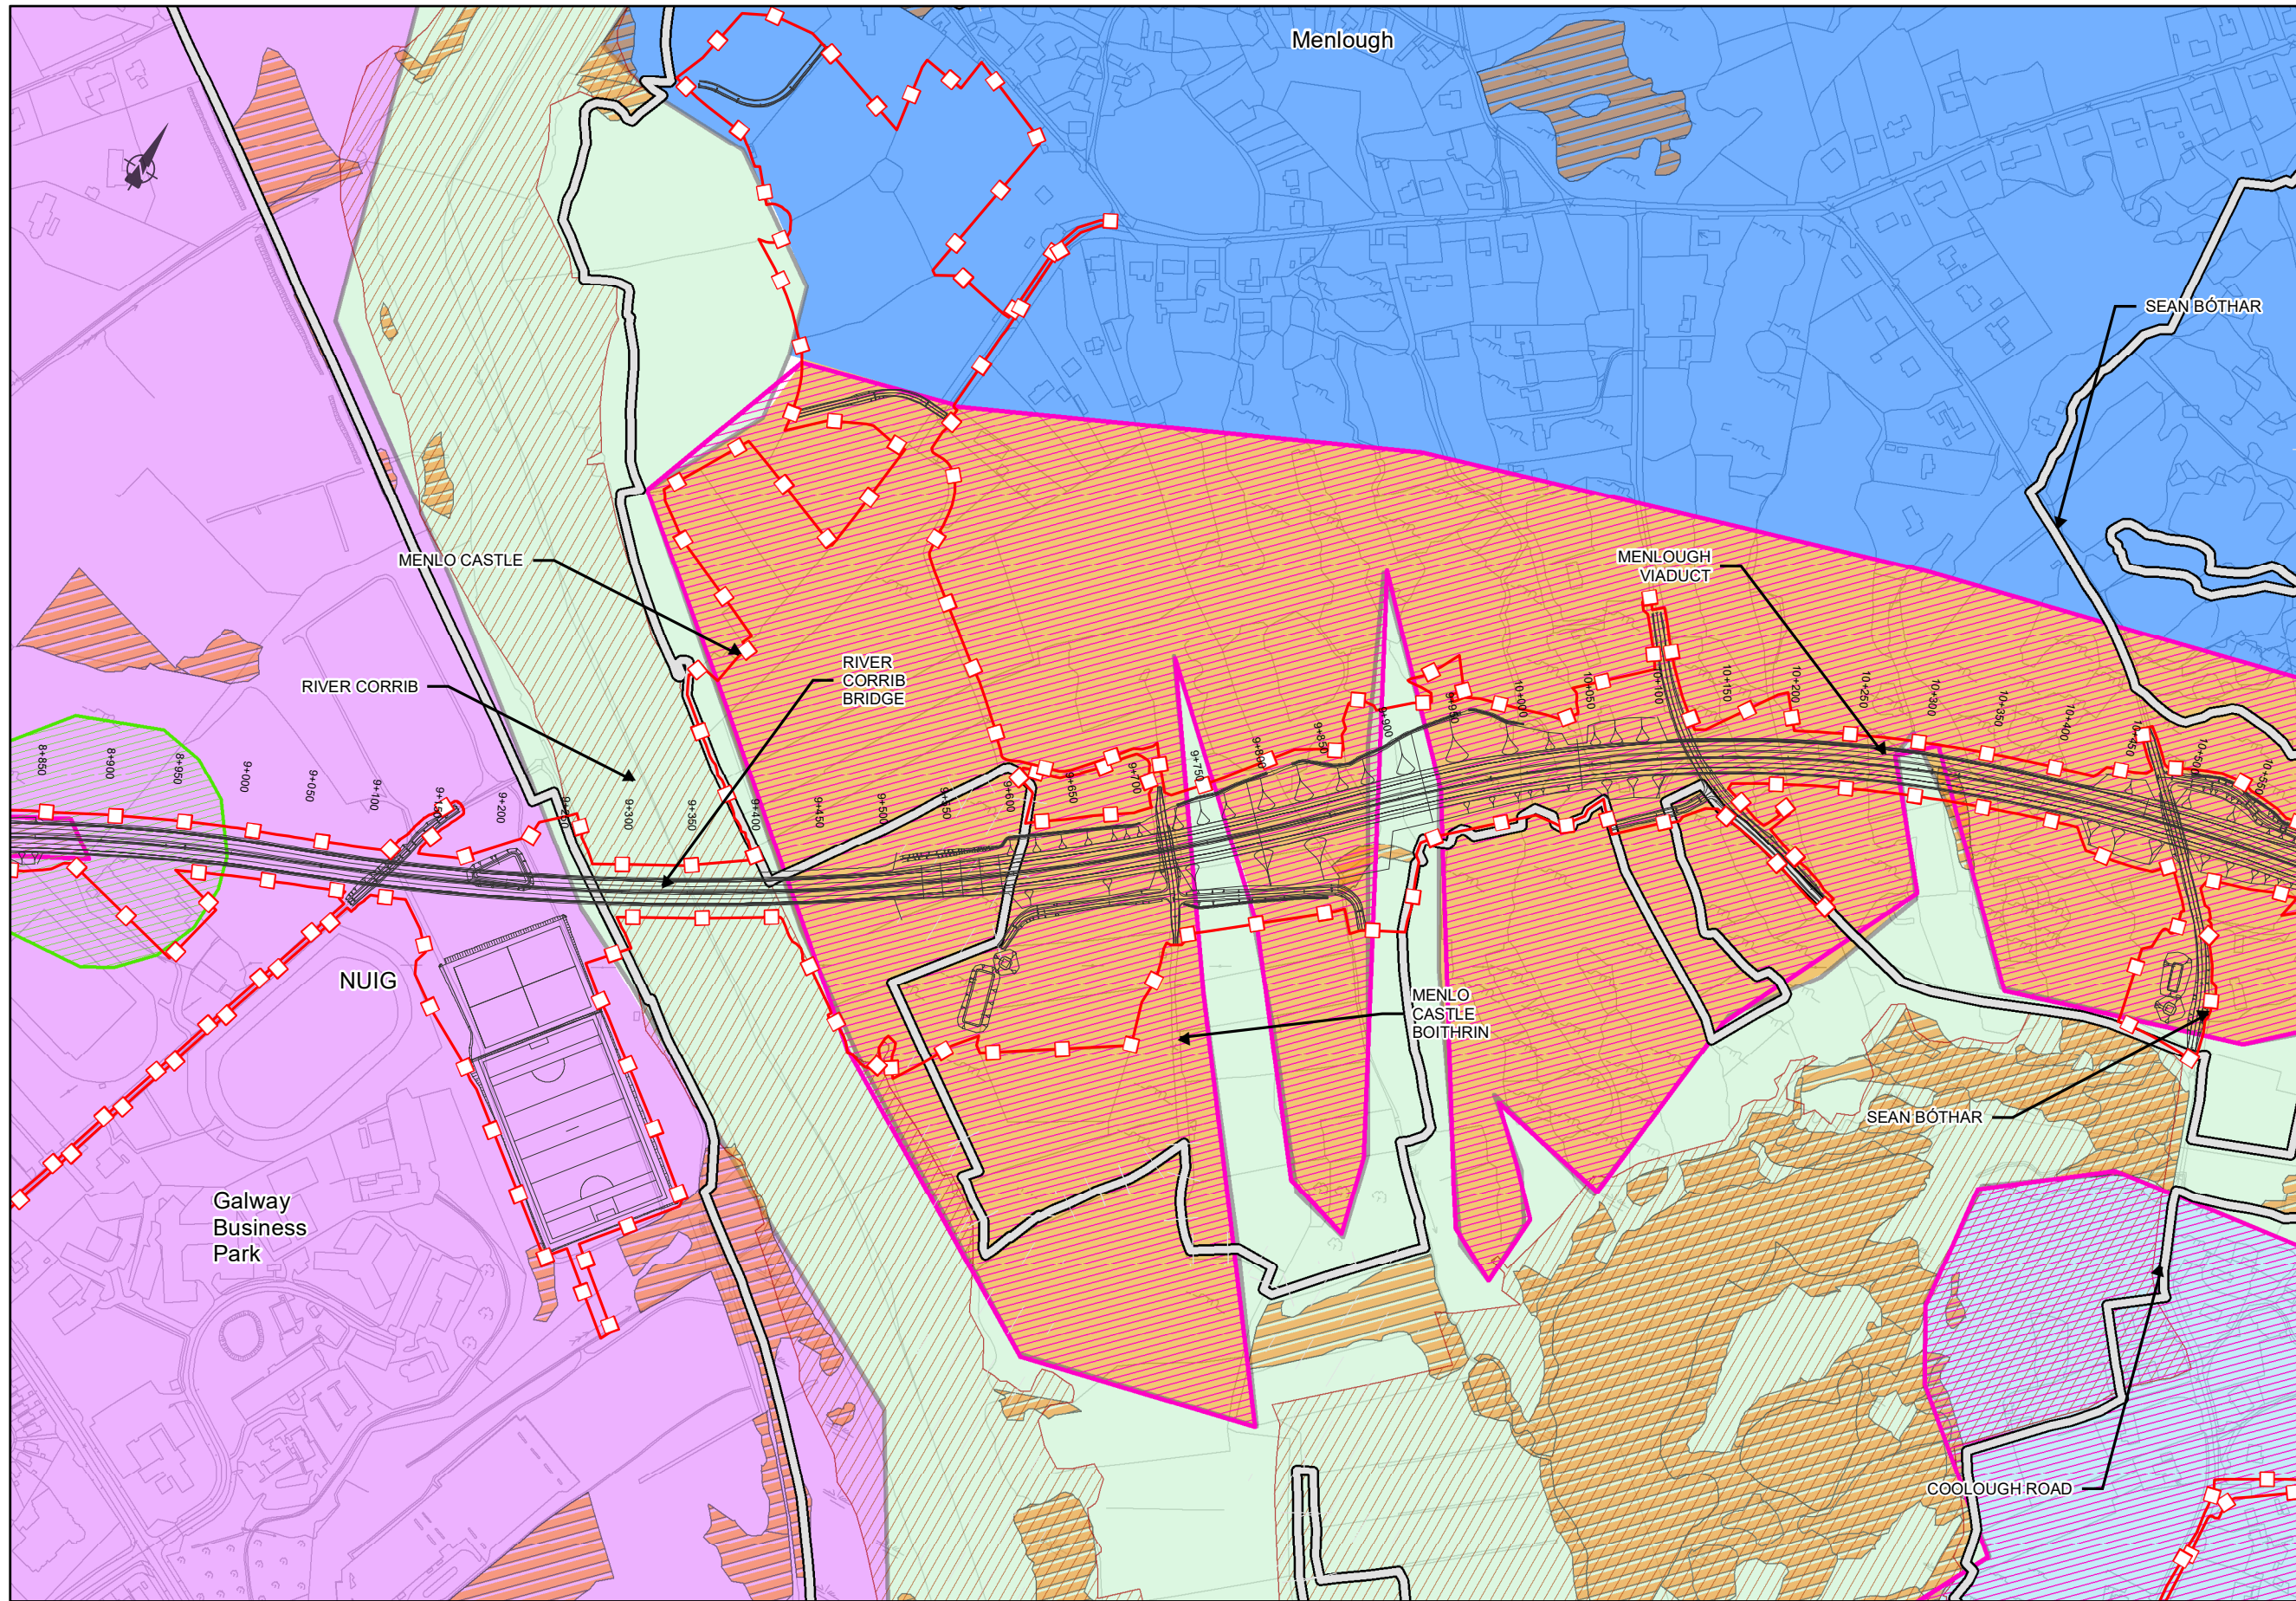 Menlough
SEAN BÓTHAR
MENLO CASTLE
MENLOUGH
VIADUCT
RIVER
CORRIB
BRIDGE
RIVER CORRIB
8+850
8+900
8+950
9+000
9+050
9+100
9+150
9+200
9+250
9+300
9+350
9+400
9+450
9+500
9+550
9+600
9+650
9+700
9+750
9+800
9+850
9+900
9+950
10+000
10+050
10+100
10+150
10+200
10+250
10+300
10+350
10+400
10+450
10+500
10+550
NUIG
MENLO
CASTLE
BOITHRIN
SEAN BÓTHAR
Galway
Business
Park
COOLOUGH ROAD